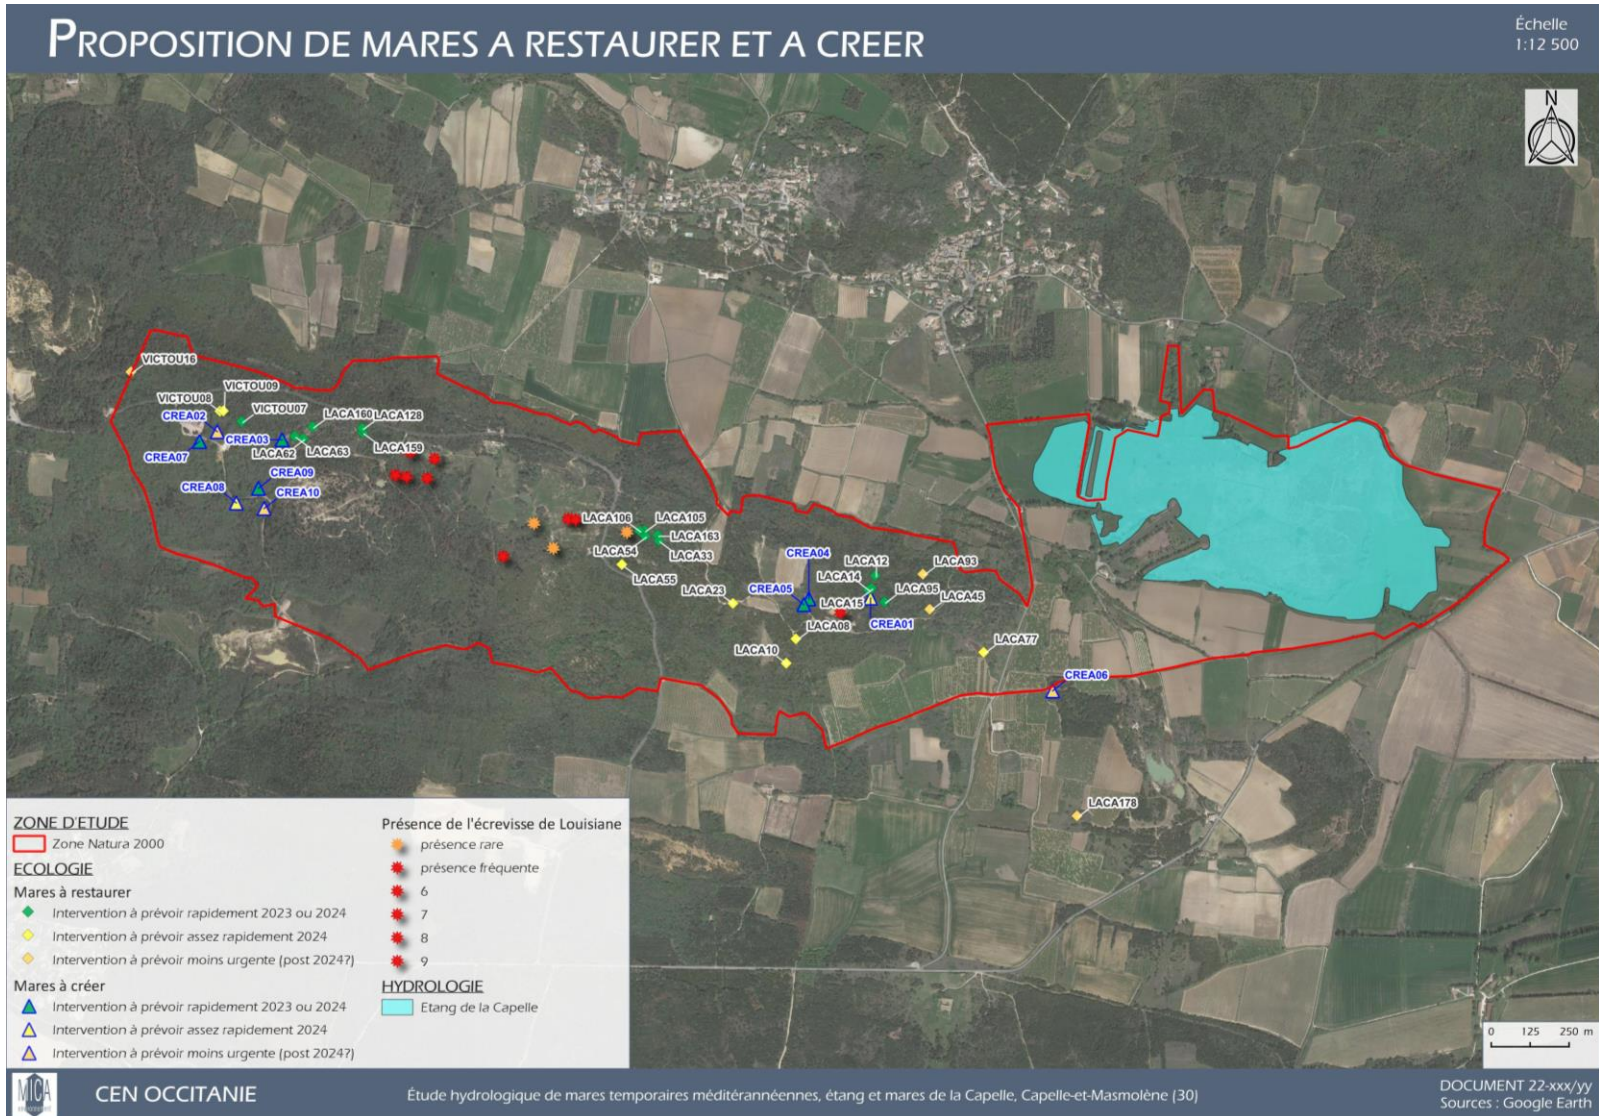 PROPOSITION DE MARES A RESTAURER ET A CREER
Échelle
1:12 500
N
VICTOU16
VICTOU09
VICTOU08
VICTOU07
CREA02
LACA160
LACA128
CREA03
CREA07
LACA62
LACA63
LACA159
CREA09
CREA08
CREA10
LACA106
LACA105
LACA163
LACA54
LACA33
LACA55
CREA04
LACA12
LACA93
LACA14
CREA05
LACA23
LACA15
LACA95
LACA45
LACA08
CREA01
LACA10
LACA77
CREA06
LACA178
ZONE D'ETUDE
Zone Natura 2000
ECOLOGIE
Mares à restaurer
Intervention à prévoir rapidement 2023 ou 2024
Intervention à prévoir assez rapidement 2024
Intervention à prévoir moins urgente (post 2024?)
Mares à créer
Intervention à prévoir rapidement 2023 ou 2024
Intervention à prévoir assez rapidement 2024
Intervention à prévoir moins urgente (post 2024?)
Présence de l'écrevisse de Louisiane
présence rare
présence fréquente
6
7
8
9
HYDROLOGIE
Etang de la Capelle
0 125 250 m
MICA
CEN OCCITANIE
Étude hydrologique de mares temporaires méditérannéennes, étang et mares de la Capelle, Capelle-et-Masmolène (30)
DOCUMENT 22-xxx/yy
Sources : Google Earth